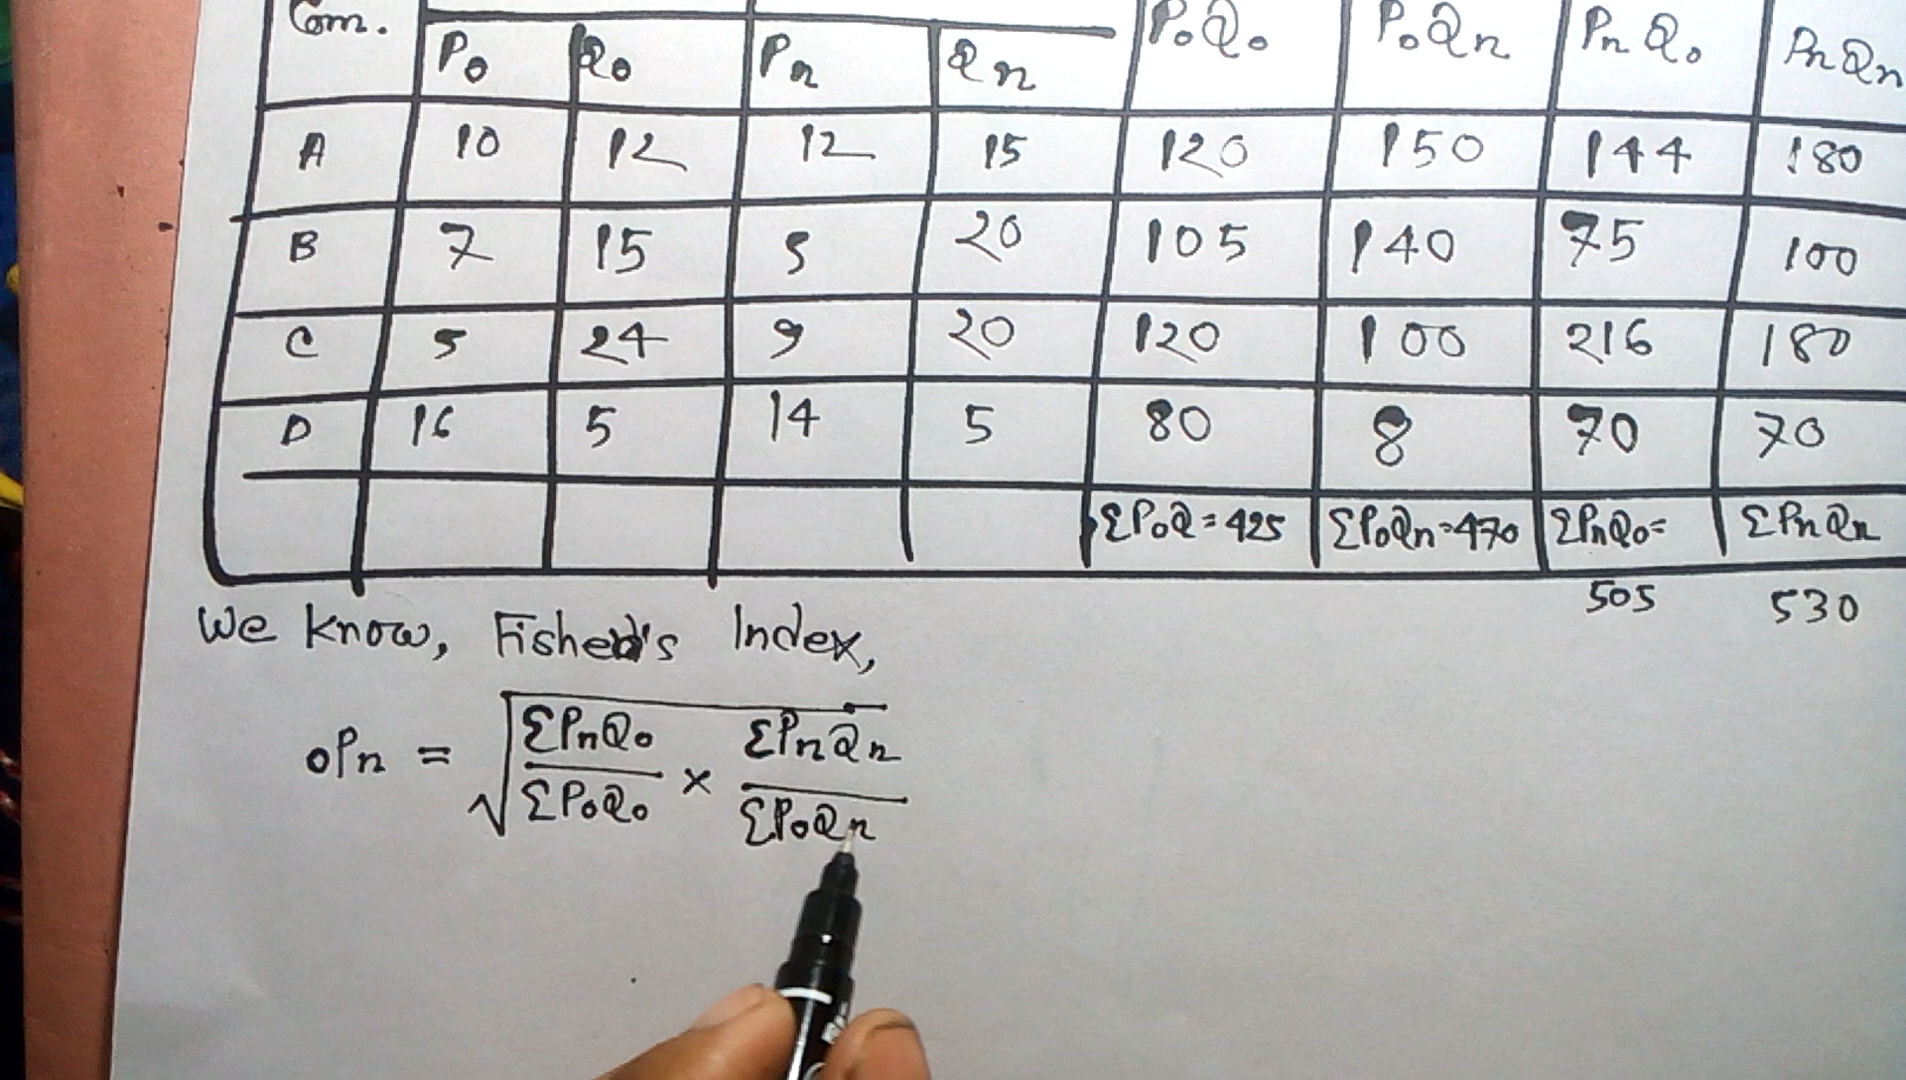 Com. P₀ Q₀ Pn Qn P₀Q₀ P₀Qn PnQ₀ PnQn
A 10 12 12 15 120 150 144 180
B 7 15 5 20 105 140 75 100
C 5 24 9 20 120 100 216 180
D 16 5 14 5 80 8 70 70
ΣP₀Q = 425 ΣP₀Qn = 470 ΣPnQ₀ = 505 ΣPnQn 530
We know, Fisher's Index,
oPn = √ ΣPnQ₀ / ΣP₀Q₀ × ΣPnQn / ΣP₀Qn